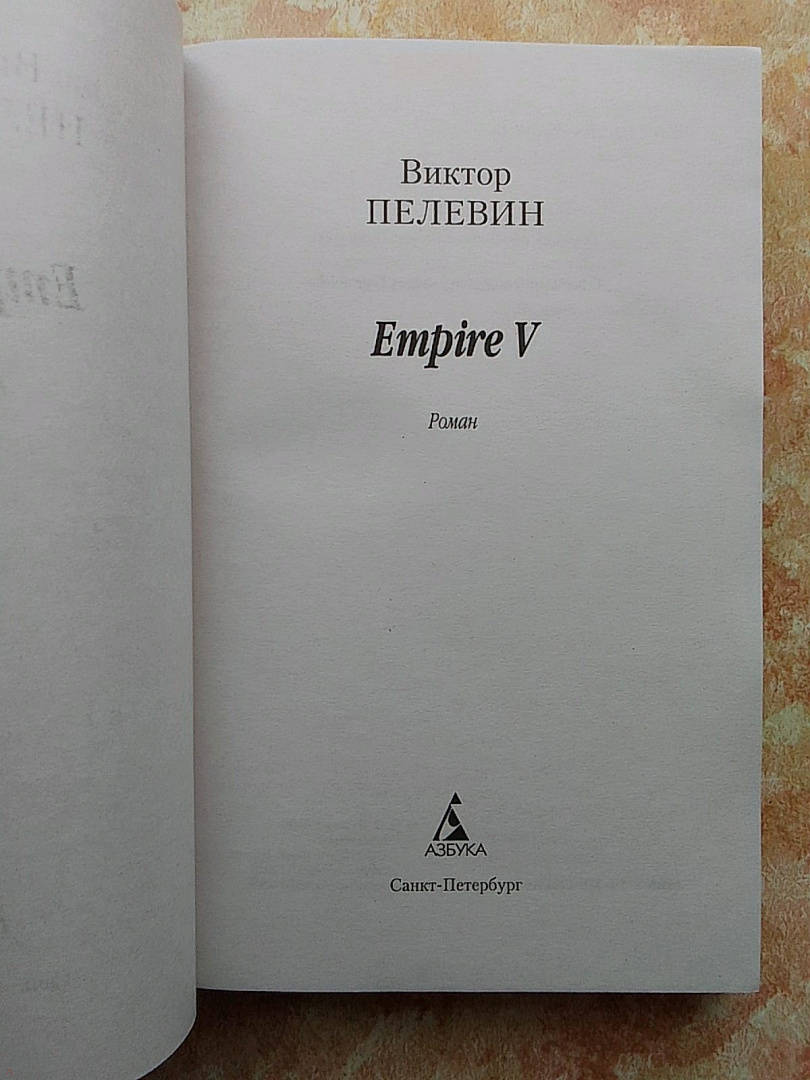 Виктор
ПЕЛЕВИН
Empire V
Роман
АЗБУКА
Санкт-Петербург